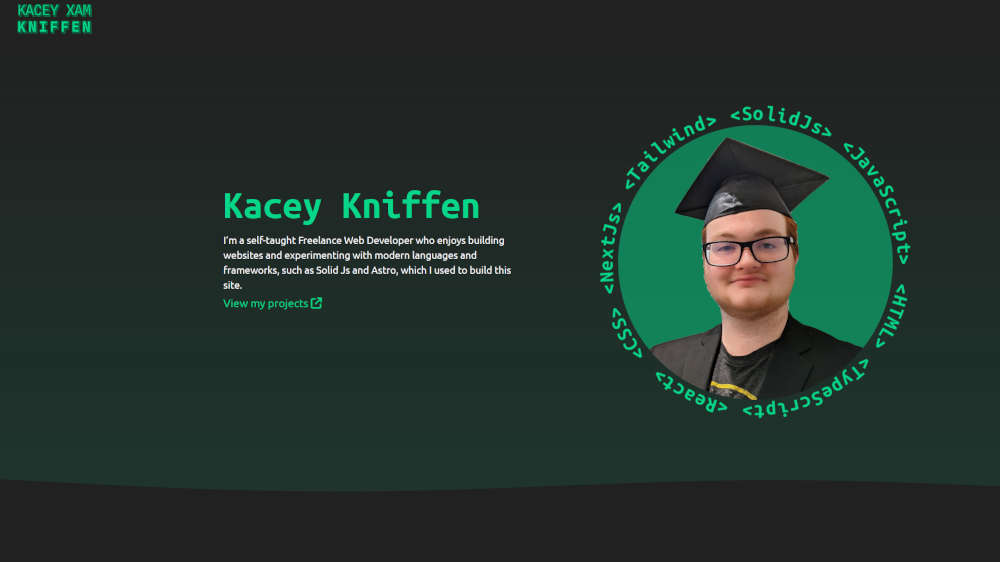 KACEY XAM
KNIFFEN
Kacey Kniffen
I'm a self-taught Freelance Web Developer who enjoys building
websites and experimenting with modern languages and
frameworks, such as Solid Js and Astro, which I used to build this
site.
View my projects
<SolidJs> <JavaScript> <HTML> <TypeScript> <React> <CSS> <NextJs> <Tailwind>